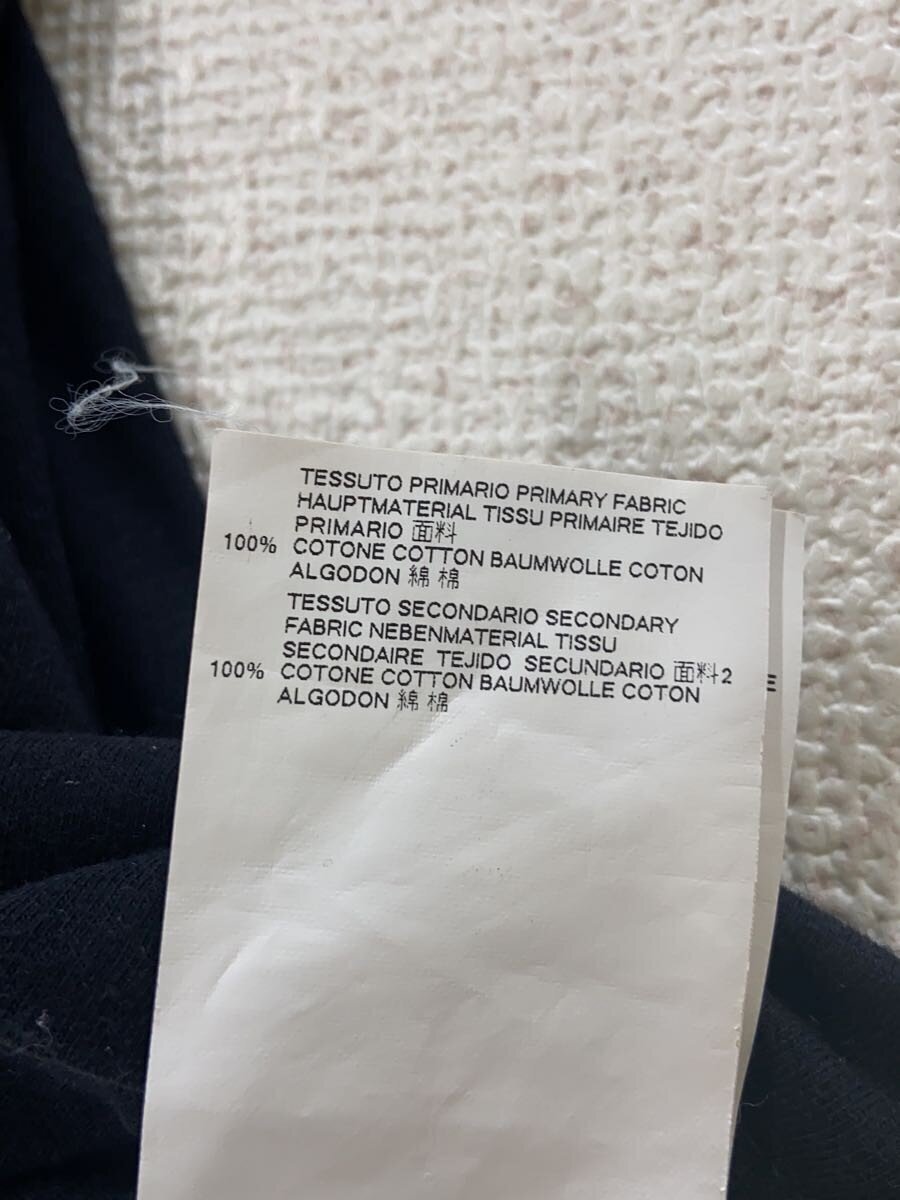 TESSUTO PRIMARIO PRIMARY FABRIC
HAUPTMATERIAL TISSU PRIMAIRE TEJIDO
PRIMARIO 面料
100% COTONE COTTON BAUMWOLLE COTON
ALGODON 綿 棉
TESSUTO SECONDARIO SECONDARY
FABRIC NEBENMATERIAL TISSU
SECONDAIRE TEJIDO SECUNDARIO 面料2
100% COTONE COTTON BAUMWOLLE COTON
ALGODON 綿 棉
E